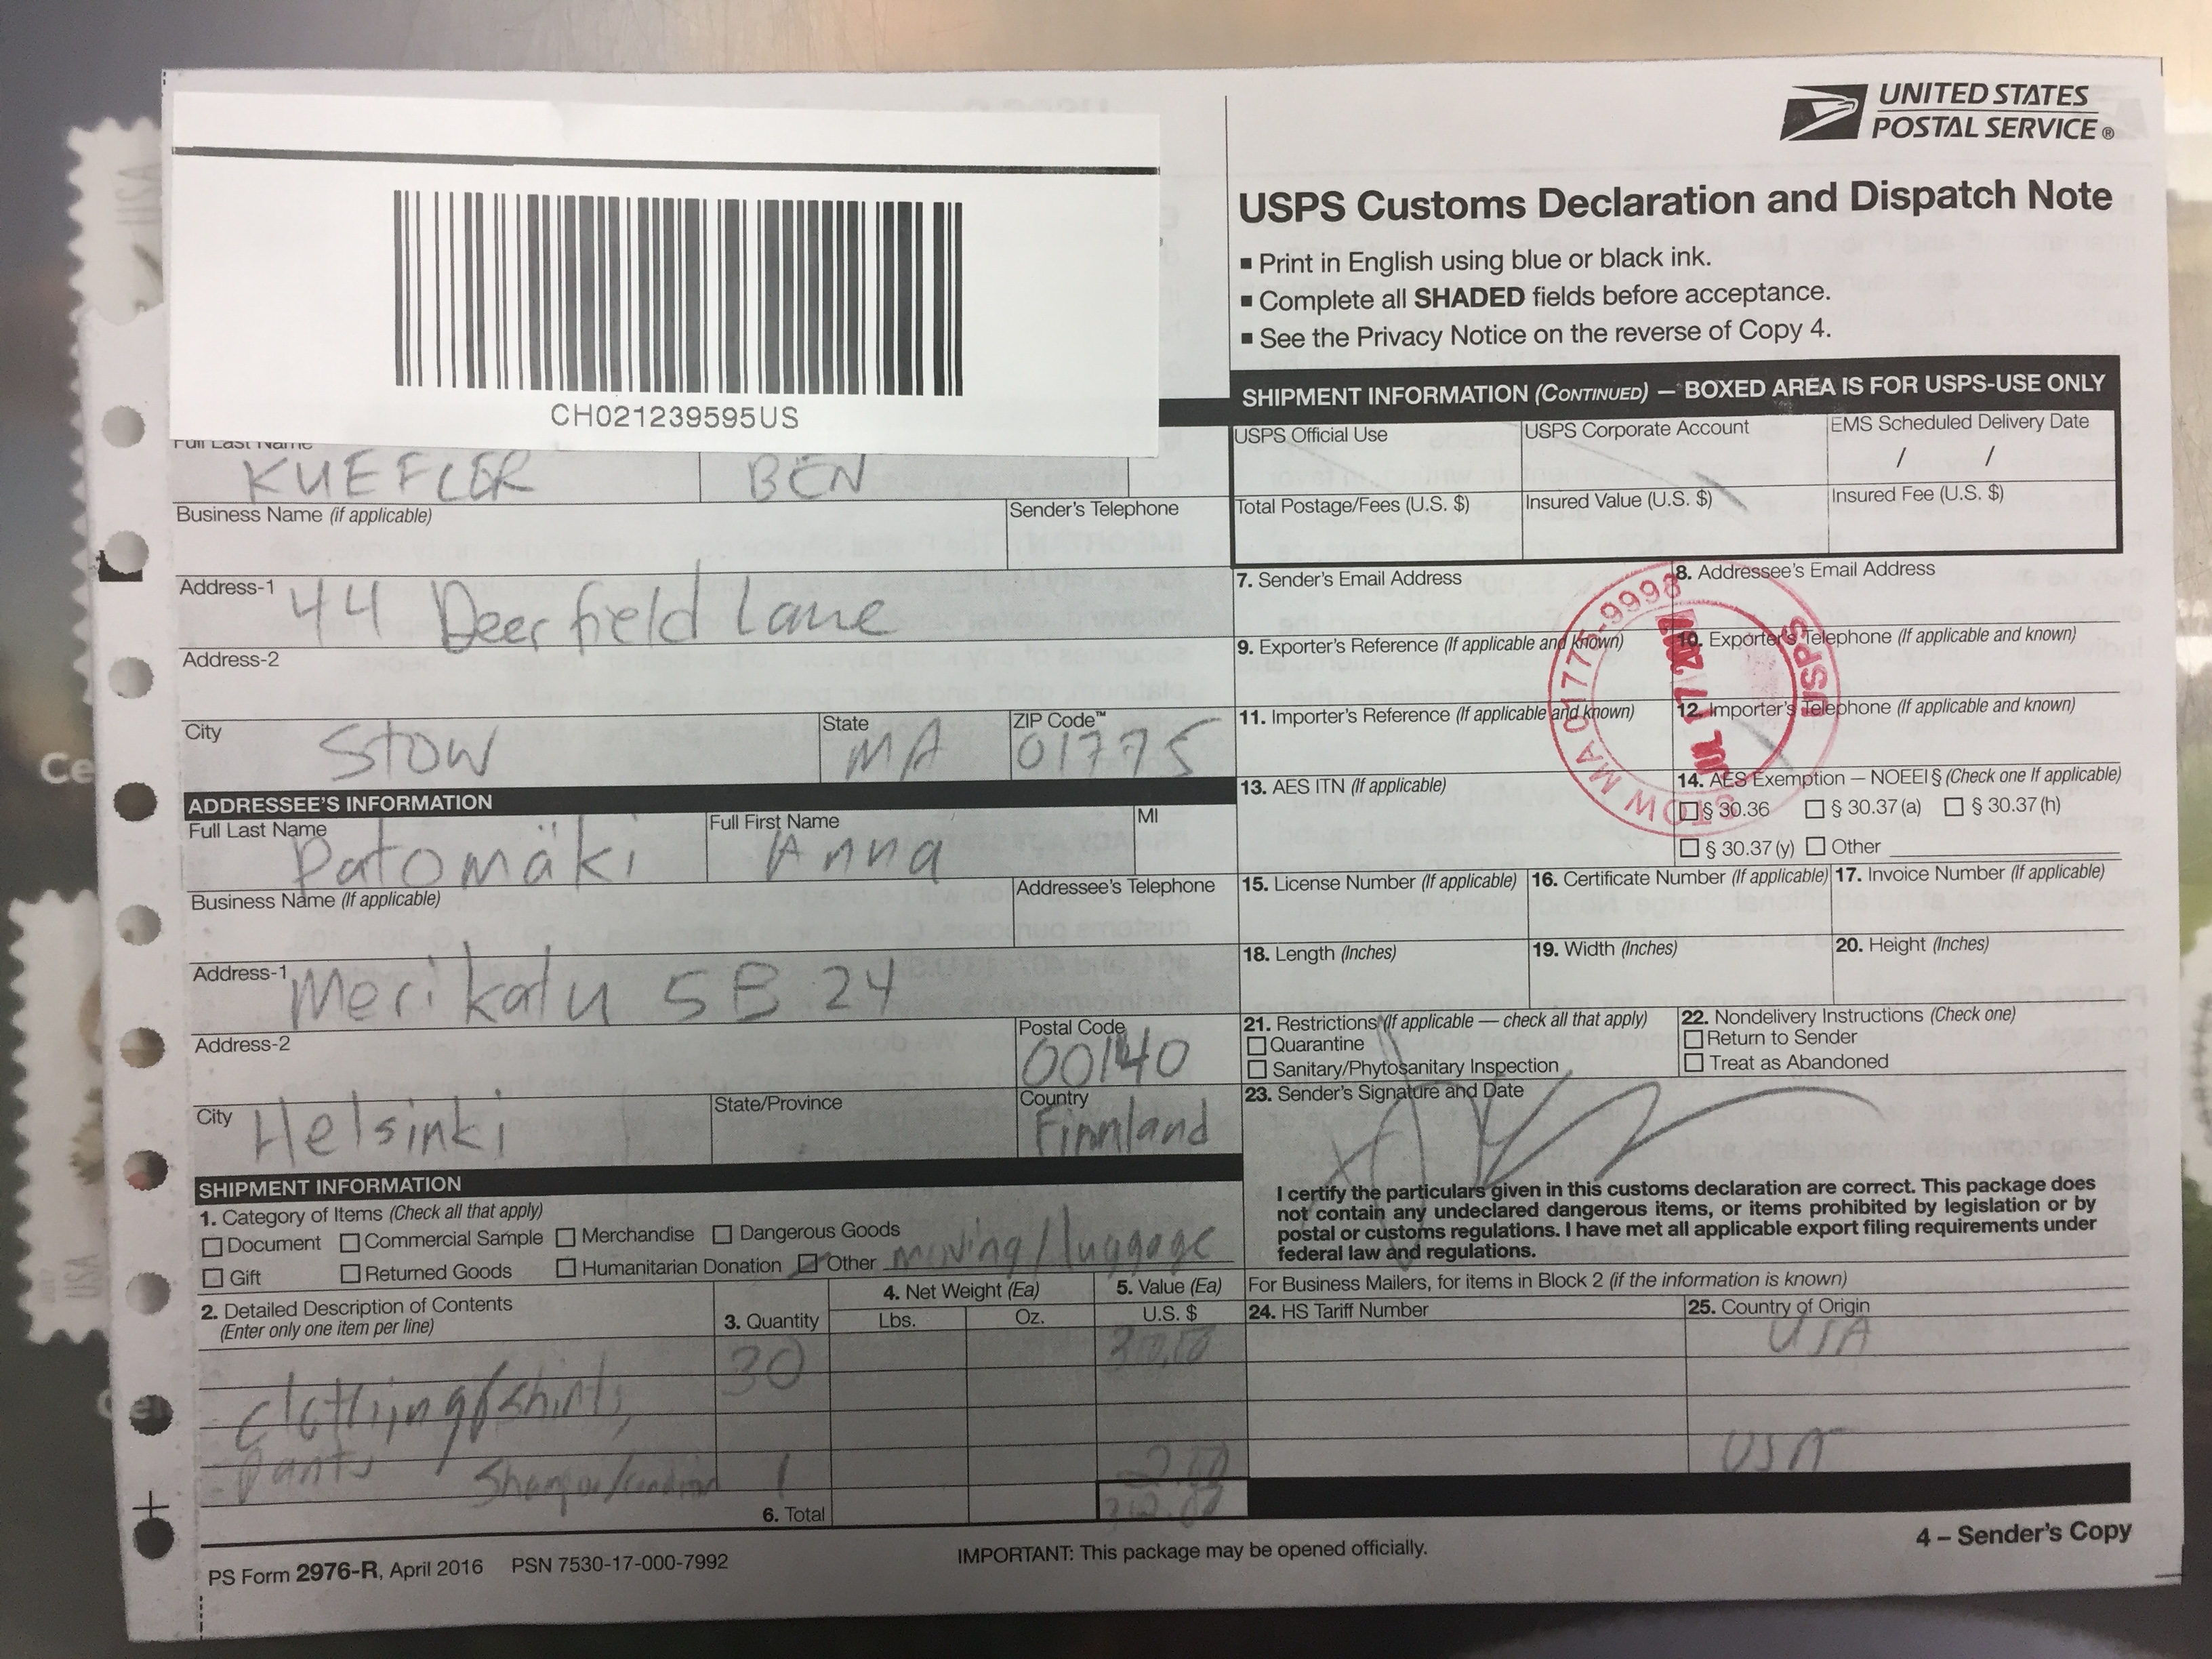 UNITED STATES
POSTAL SERVICE®
CH021239595US
USPS Customs Declaration and Dispatch Note
▪ Print in English using blue or black ink.
▪ Complete all SHADED fields before acceptance.
▪ See the Privacy Notice on the reverse of Copy 4.
Full Last Name
KUEFLER BEN
Business Name (if applicable) Sender's Telephone
Address-1 44 Deerfield Lane
Address-2
City Stow State MA ZIP Code™ 01775
ADDRESSEE'S INFORMATION
Full Last Name Patomäki Full First Name Anna MI
Business Name (If applicable) Addressee's Telephone
Address-1 Merikatu 5 B 24
Address-2 Postal Code 00140
City Helsinki State/Province Country Finnland
SHIPMENT INFORMATION
1. Category of Items (Check all that apply)
Document Commercial Sample Merchandise Dangerous Goods
Gift Returned Goods Humanitarian Donation Other moving/luggage
2. Detailed Description of Contents
(Enter only one item per line)
3. Quantity
4. Net Weight (Ea)
Lbs. Oz.
5. Value (Ea)
U.S. $
30
clothing/shirts,
pants
1
6. Total
SHIPMENT INFORMATION (CONTINUED) — BOXED AREA IS FOR USPS-USE ONLY
USPS Official Use USPS Corporate Account EMS Scheduled Delivery Date
/ /
Total Postage/Fees (U.S. $) Insured Value (U.S. $) Insured Fee (U.S. $)
7. Sender's Email Address 8. Addressee's Email Address
9. Exporter's Reference (If applicable and known) 10. Exporter's Telephone (If applicable and known)
11. Importer's Reference (If applicable and known) 12. Importer's Telephone (If applicable and known)
13. AES ITN (If applicable) 14. AES Exemption — NOEEI § (Check one If applicable)
§ 30.36 § 30.37 (a) § 30.37 (h)
§ 30.37 (y) Other
STOW MA 01775-9998
USPS
JUL 17
15. License Number (If applicable) 16. Certificate Number (If applicable) 17. Invoice Number (If applicable)
18. Length (Inches) 19. Width (Inches) 20. Height (Inches)
21. Restrictions (If applicable — check all that apply) 22. Nondelivery Instructions (Check one)
Quarantine Return to Sender
Sanitary/Phytosanitary Inspection Treat as Abandoned
23. Sender's Signature and Date
I certify the particulars given in this customs declaration are correct. This package does
not contain any undeclared dangerous items, or items prohibited by legislation or by
postal or customs regulations. I have met all applicable export filing requirements under
federal law and regulations.
For Business Mailers, for items in Block 2 (if the information is known)
24. HS Tariff Number 25. Country of Origin
USA
USA
4 – Sender's Copy
PS Form 2976-R, April 2016 PSN 7530-17-000-7992 IMPORTANT: This package may be opened officially.